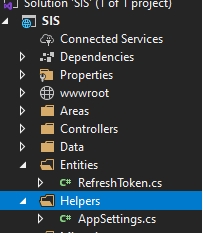 Solution 'SIS' (1 of 1 project)
SIS
Connected Services
Dependencies
Properties
wwwroot
Areas
Controllers
Data
Entities
C# RefreshToken.cs
Helpers
C# AppSettings.cs